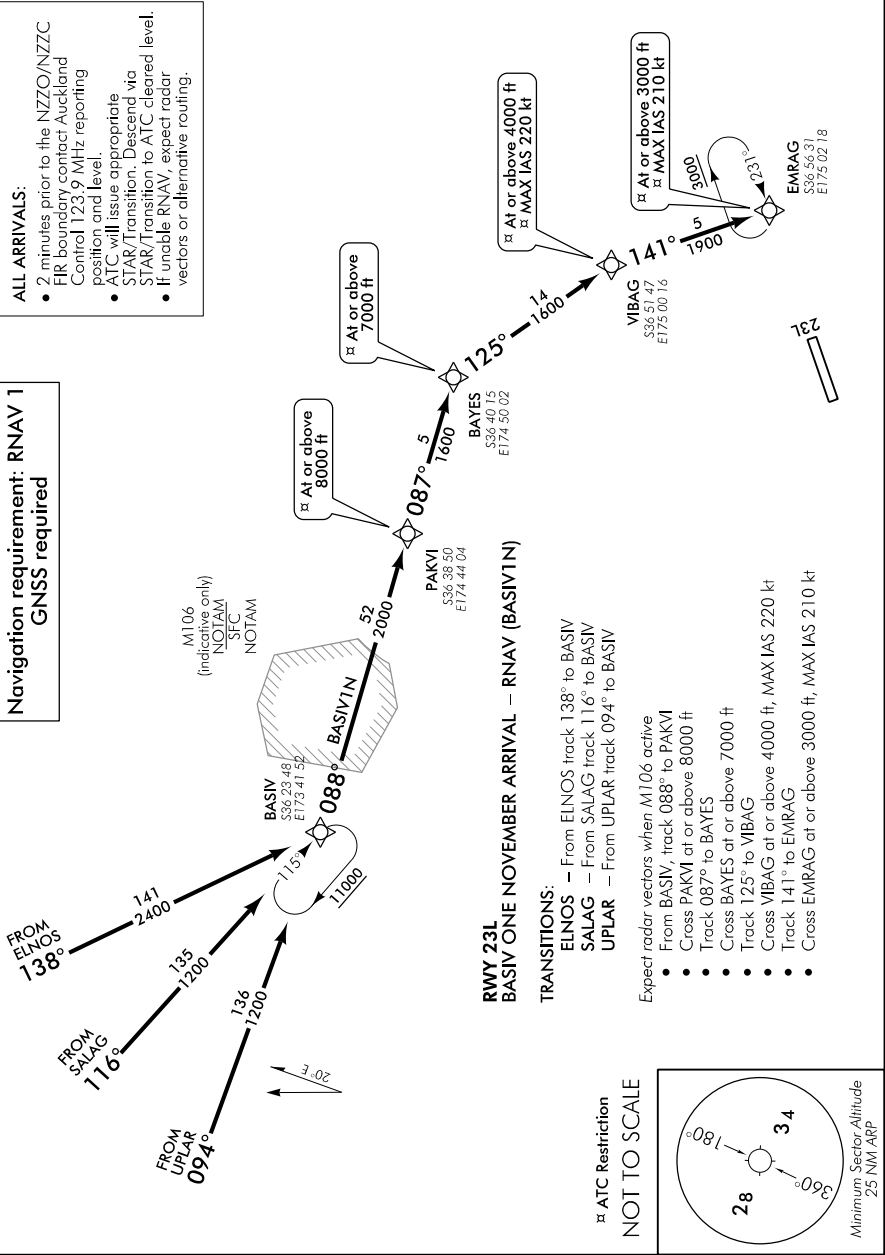 Navigation requirement: RNAV 1
GNSS required
ALL ARRIVALS:
• 2 minutes prior to the NZZO/NZZC
FIR boundary contact Auckland
Control 123.9 MHz reporting
position and level.
• ATC will issue appropriate
STAR/Transition. Descend via
STAR/Transition to ATC cleared level.
• If unable RNAV, expect radar
vectors or alternative routing.
FROM
ELNOS
138°
141
2400
FROM
SALAG
116°
135
1200
FROM
UPLAR
094°
136
1200
20° E
BASIV
S36 23 48
E173 41 52
115°
11000
088°
BASIV1N
52
2000
M106
(indicative only)
NOTAM
SFC
NOTAM
¤ At or above
8000 ft
PAKVI
S36 38 50
E174 44 04
087°
5
1600
¤ At or above
7000 ft
BAYES
S36 40 15
E174 50 02
125°
14
1600
¤ At or above 4000 ft
¤ MAX IAS 220 kt
VIBAG
S36 51 47
E175 00 16
141°
5
1900
¤ At or above 3000 ft
¤ MAX IAS 210 kt
3000
231°
EMRAG
S36 56 31
E175 02 18
23L
RWY 23L
BASIV ONE NOVEMBER ARRIVAL – RNAV (BASIV1N)
TRANSITIONS:
ELNOS – From ELNOS track 138° to BASIV
SALAG – From SALAG track 116° to BASIV
UPLAR – From UPLAR track 094° to BASIV
Expect radar vectors when M106 active
• From BASIV, track 088° to PAKVI
• Cross PAKVI at or above 8000 ft
• Track 087° to BAYES
• Cross BAYES at or above 7000 ft
• Track 125° to VIBAG
• Cross VIBAG at or above 4000 ft, MAX IAS 220 kt
• Track 141° to EMRAG
• Cross EMRAG at or above 3000 ft, MAX IAS 210 kt
¤ ATC Restriction
NOT TO SCALE
180°
360°
28
34
Minimum Sector Altitude
25 NM ARP